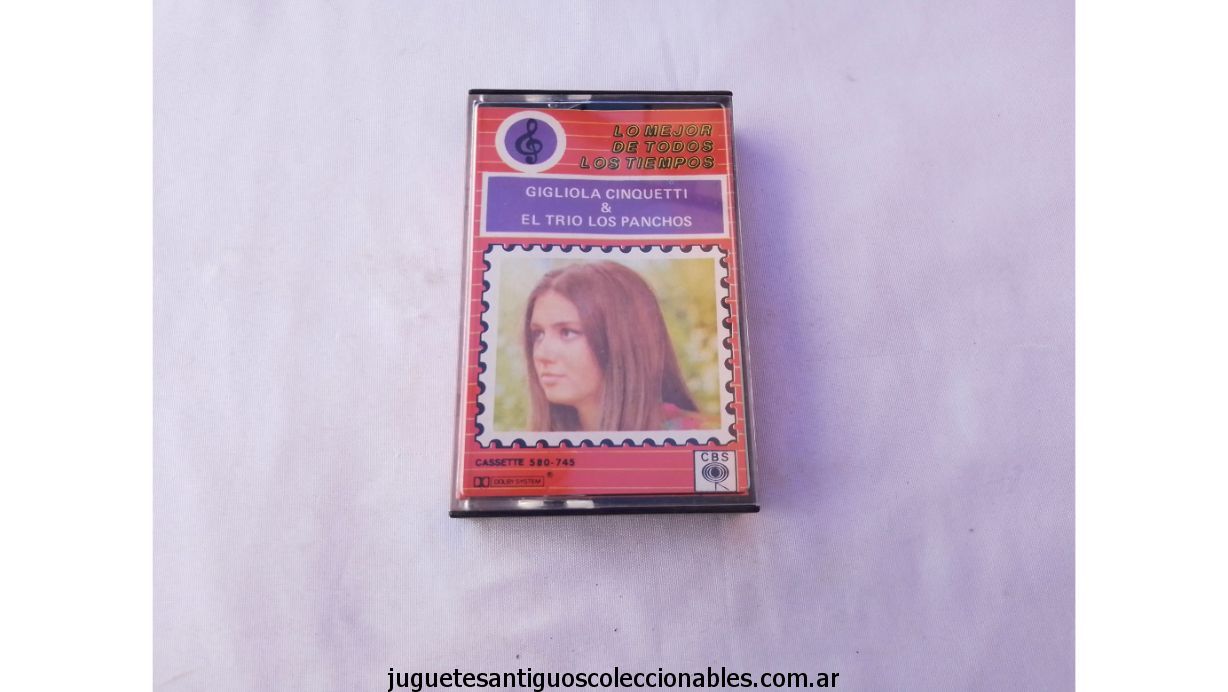 LO MEJOR
DE TODOS
LOS TIEMPOS
GIGLIOLA CINQUETTI
&
EL TRIO LOS PANCHOS
CASSETTE 580-745
DOLBY SYSTEM ®
CBS
juguetesantiguoscoleccionables.com.ar